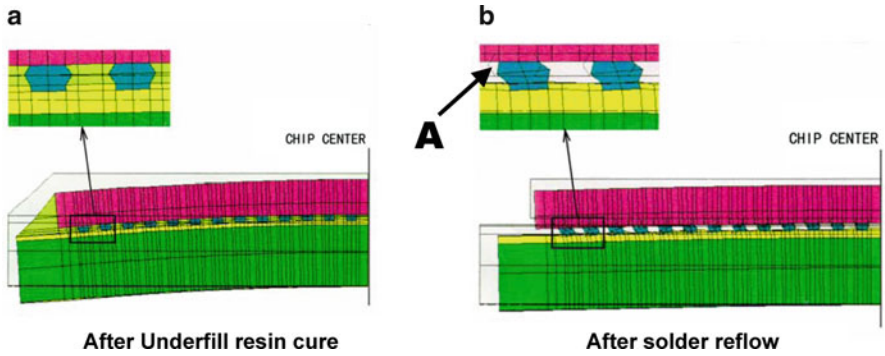 a
b
A
CHIP CENTER
CHIP CENTER
After Underfill resin cure
After solder reflow